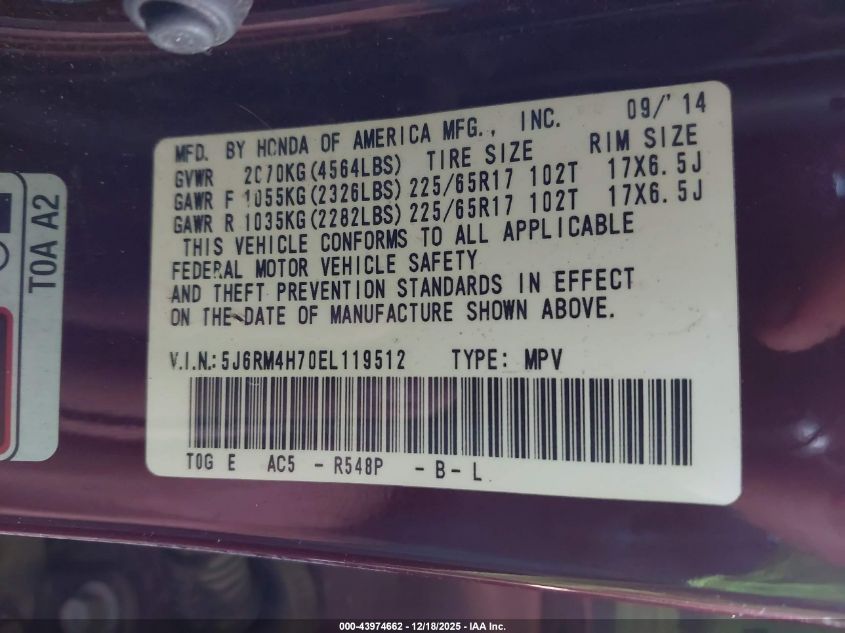 MFD. BY HONDA OF AMERICA MFG., INC. 09/'14
GVWR 2070KG(4564LBS) TIRE SIZE RIM SIZE
GAWR F 1055KG(2326LBS) 225/65R17 102T 17X6.5J
GAWR R 1035KG(2282LBS) 225/65R17 102T 17X6.5J
THIS VEHICLE CONFORMS TO ALL APPLICABLE
FEDERAL MOTOR VEHICLE SAFETY
AND THEFT PREVENTION STANDARDS IN EFFECT
ON THE DATE OF MANUFACTURE SHOWN ABOVE.
V.I.N.: 5J6RM4H70EL119512 TYPE: MPV
T0G E AC5 - R548P - B - L
T0A A2
000-43974662 - 12/18/2025 - IAA Inc.